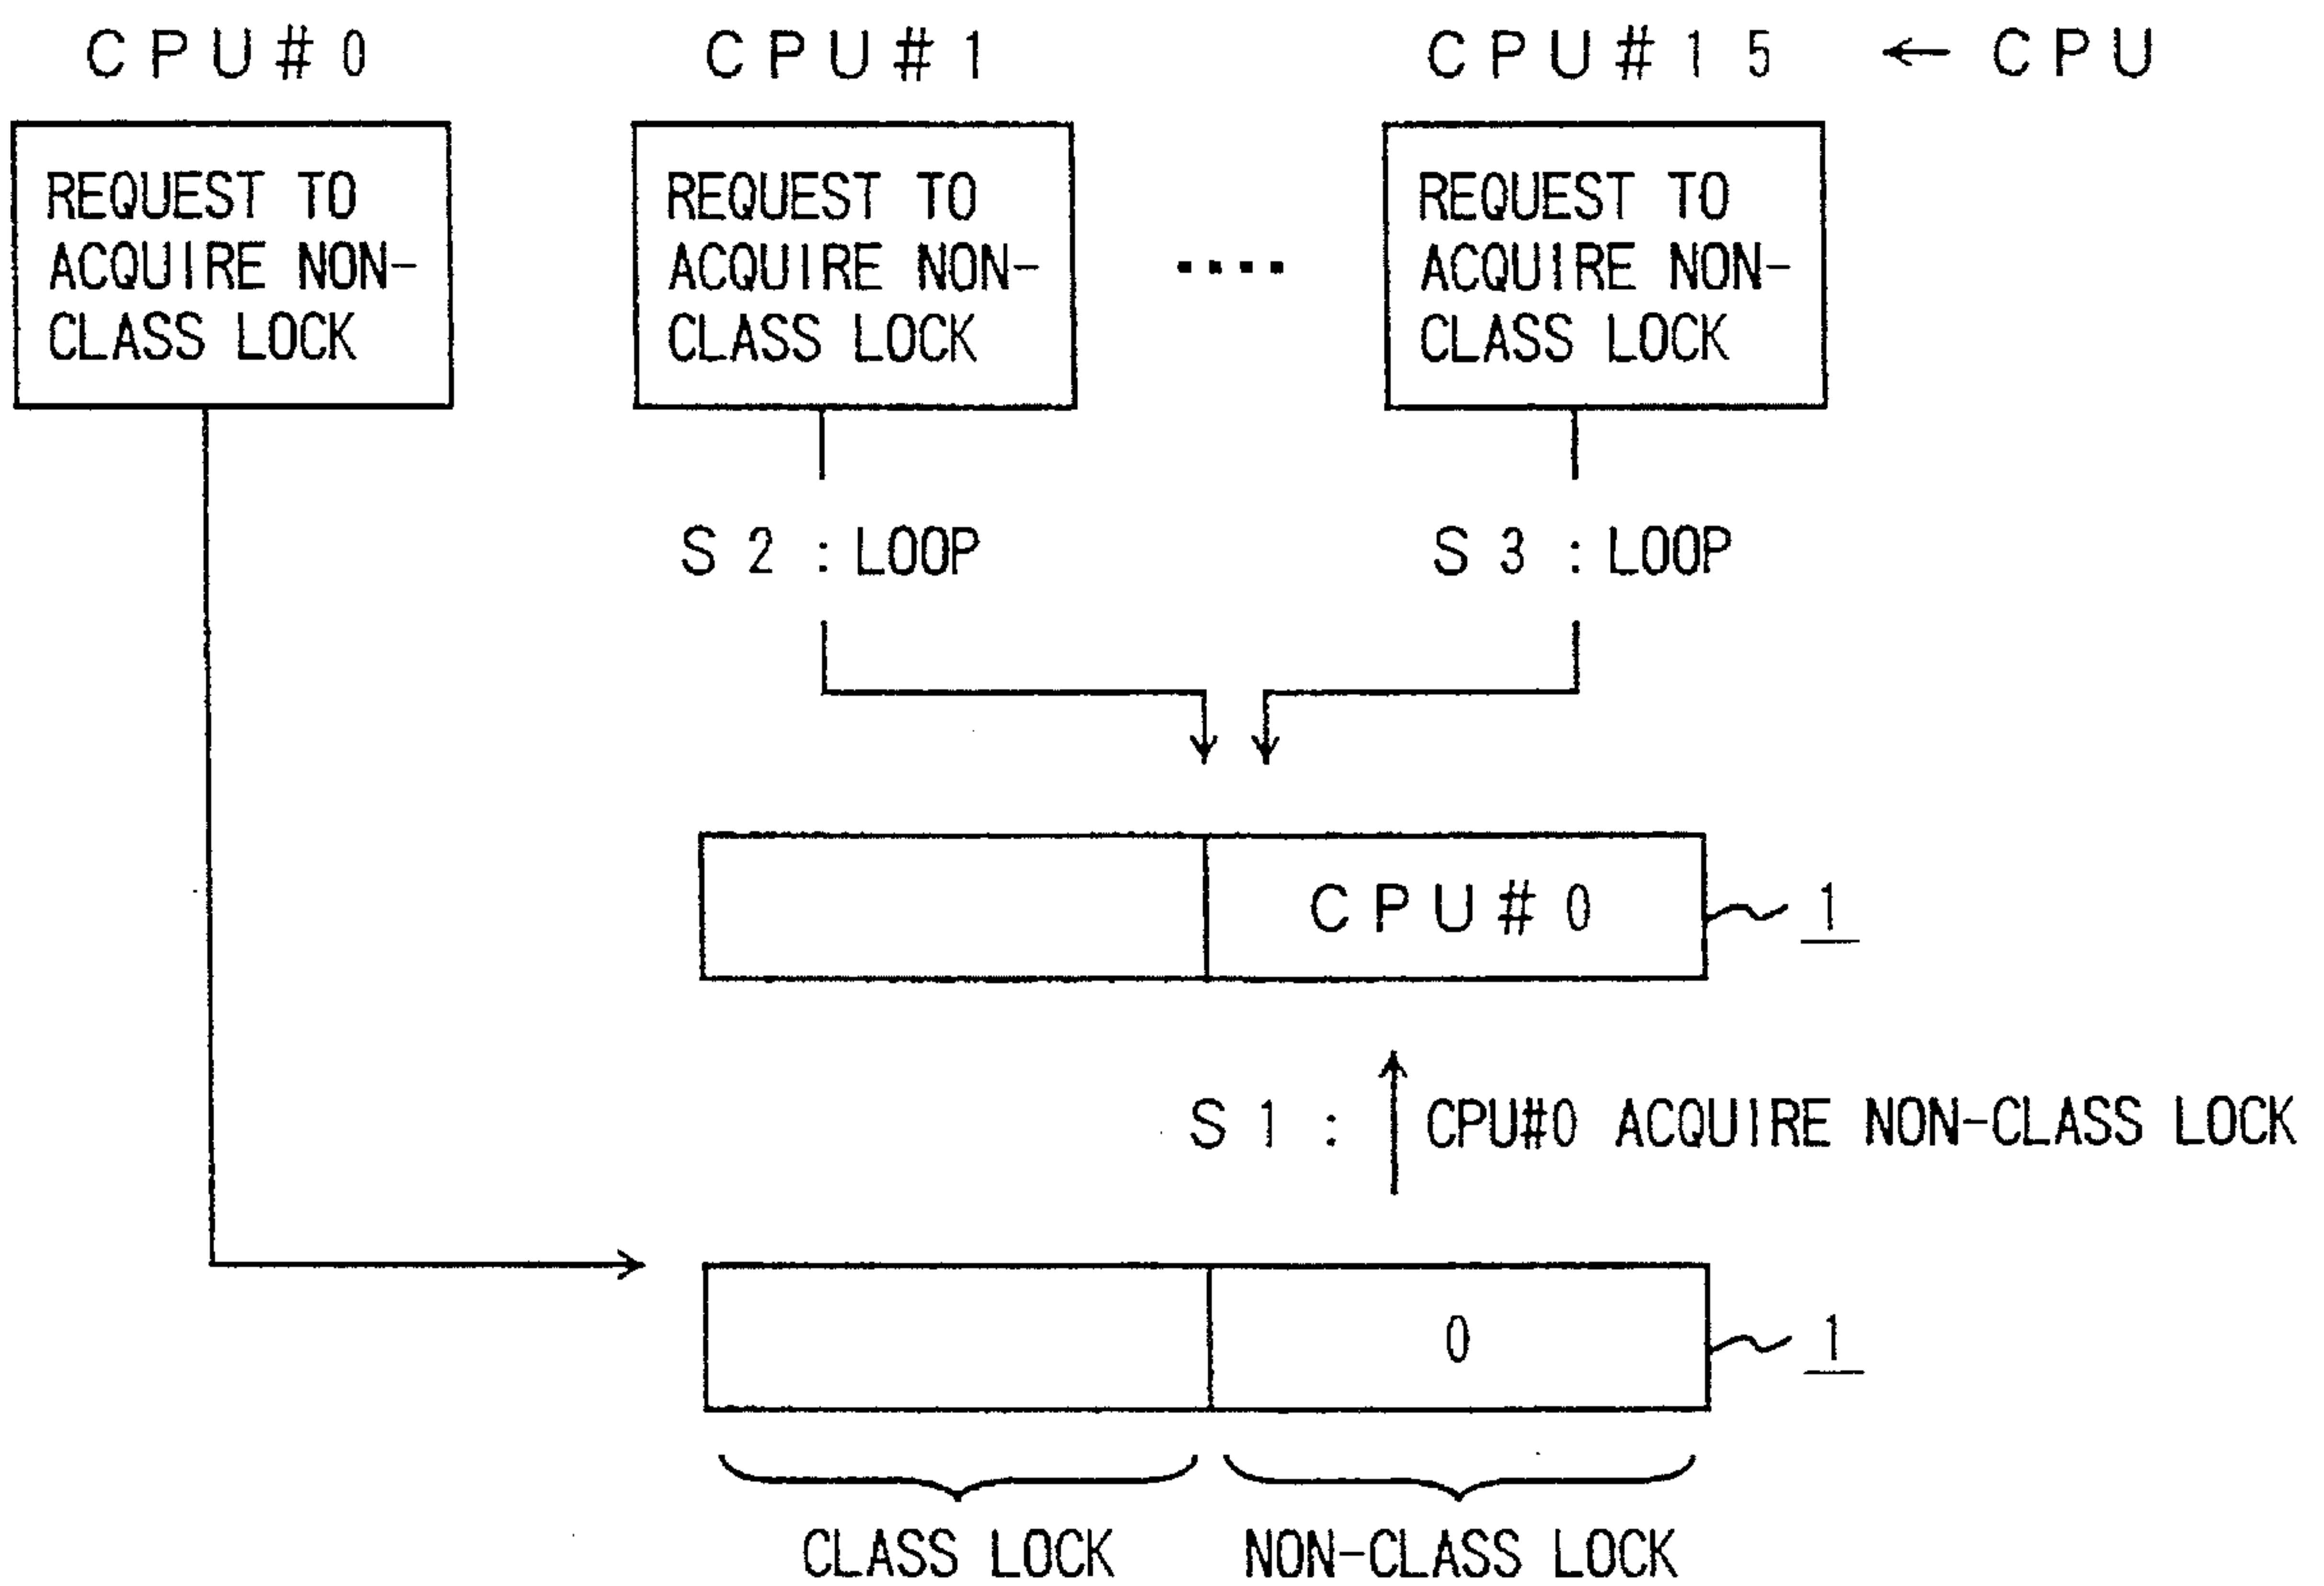 CPU#0
CPU#1
CPU#15 ← CPU
REQUEST TO
ACQUIRE NON-
CLASS LOCK
REQUEST TO
ACQUIRE NON-
CLASS LOCK
····
REQUEST TO
ACQUIRE NON-
CLASS LOCK
S2:LOOP
S3:LOOP
CPU#0
1
S1: CPU#0 ACQUIRE NON-CLASS LOCK
0
1
CLASS LOCK
NON-CLASS LOCK